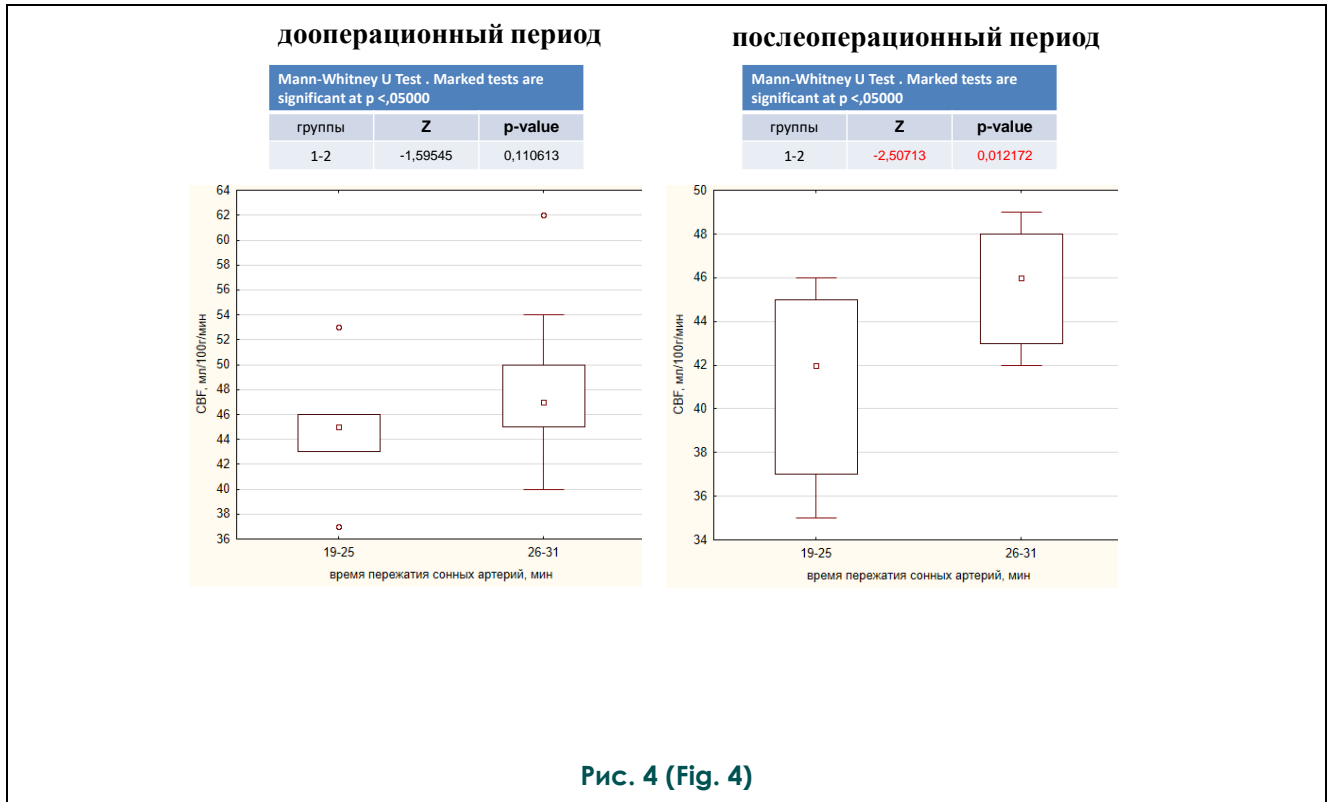 дооперационный период
Mann-Whitney U Test . Marked tests are
significant at p <,05000
группы Z p-value
1-2 -1,59545 0,110613
64
62
60
58
56
54
52
50
48
46
44
42
40
38
36
CBF, мл/100г/мин
19-25 26-31
время пережатия сонных артерий, мин
послеоперационный период
Mann-Whitney U Test . Marked tests are
significant at p <,05000
группы Z p-value
1-2 -2,50713 0,012172
50
48
46
44
42
40
38
36
34
CBF, мл/100г/мин
19-25 26-31
время пережатия сонных артерий, мин
Рис. 4 (Fig. 4)